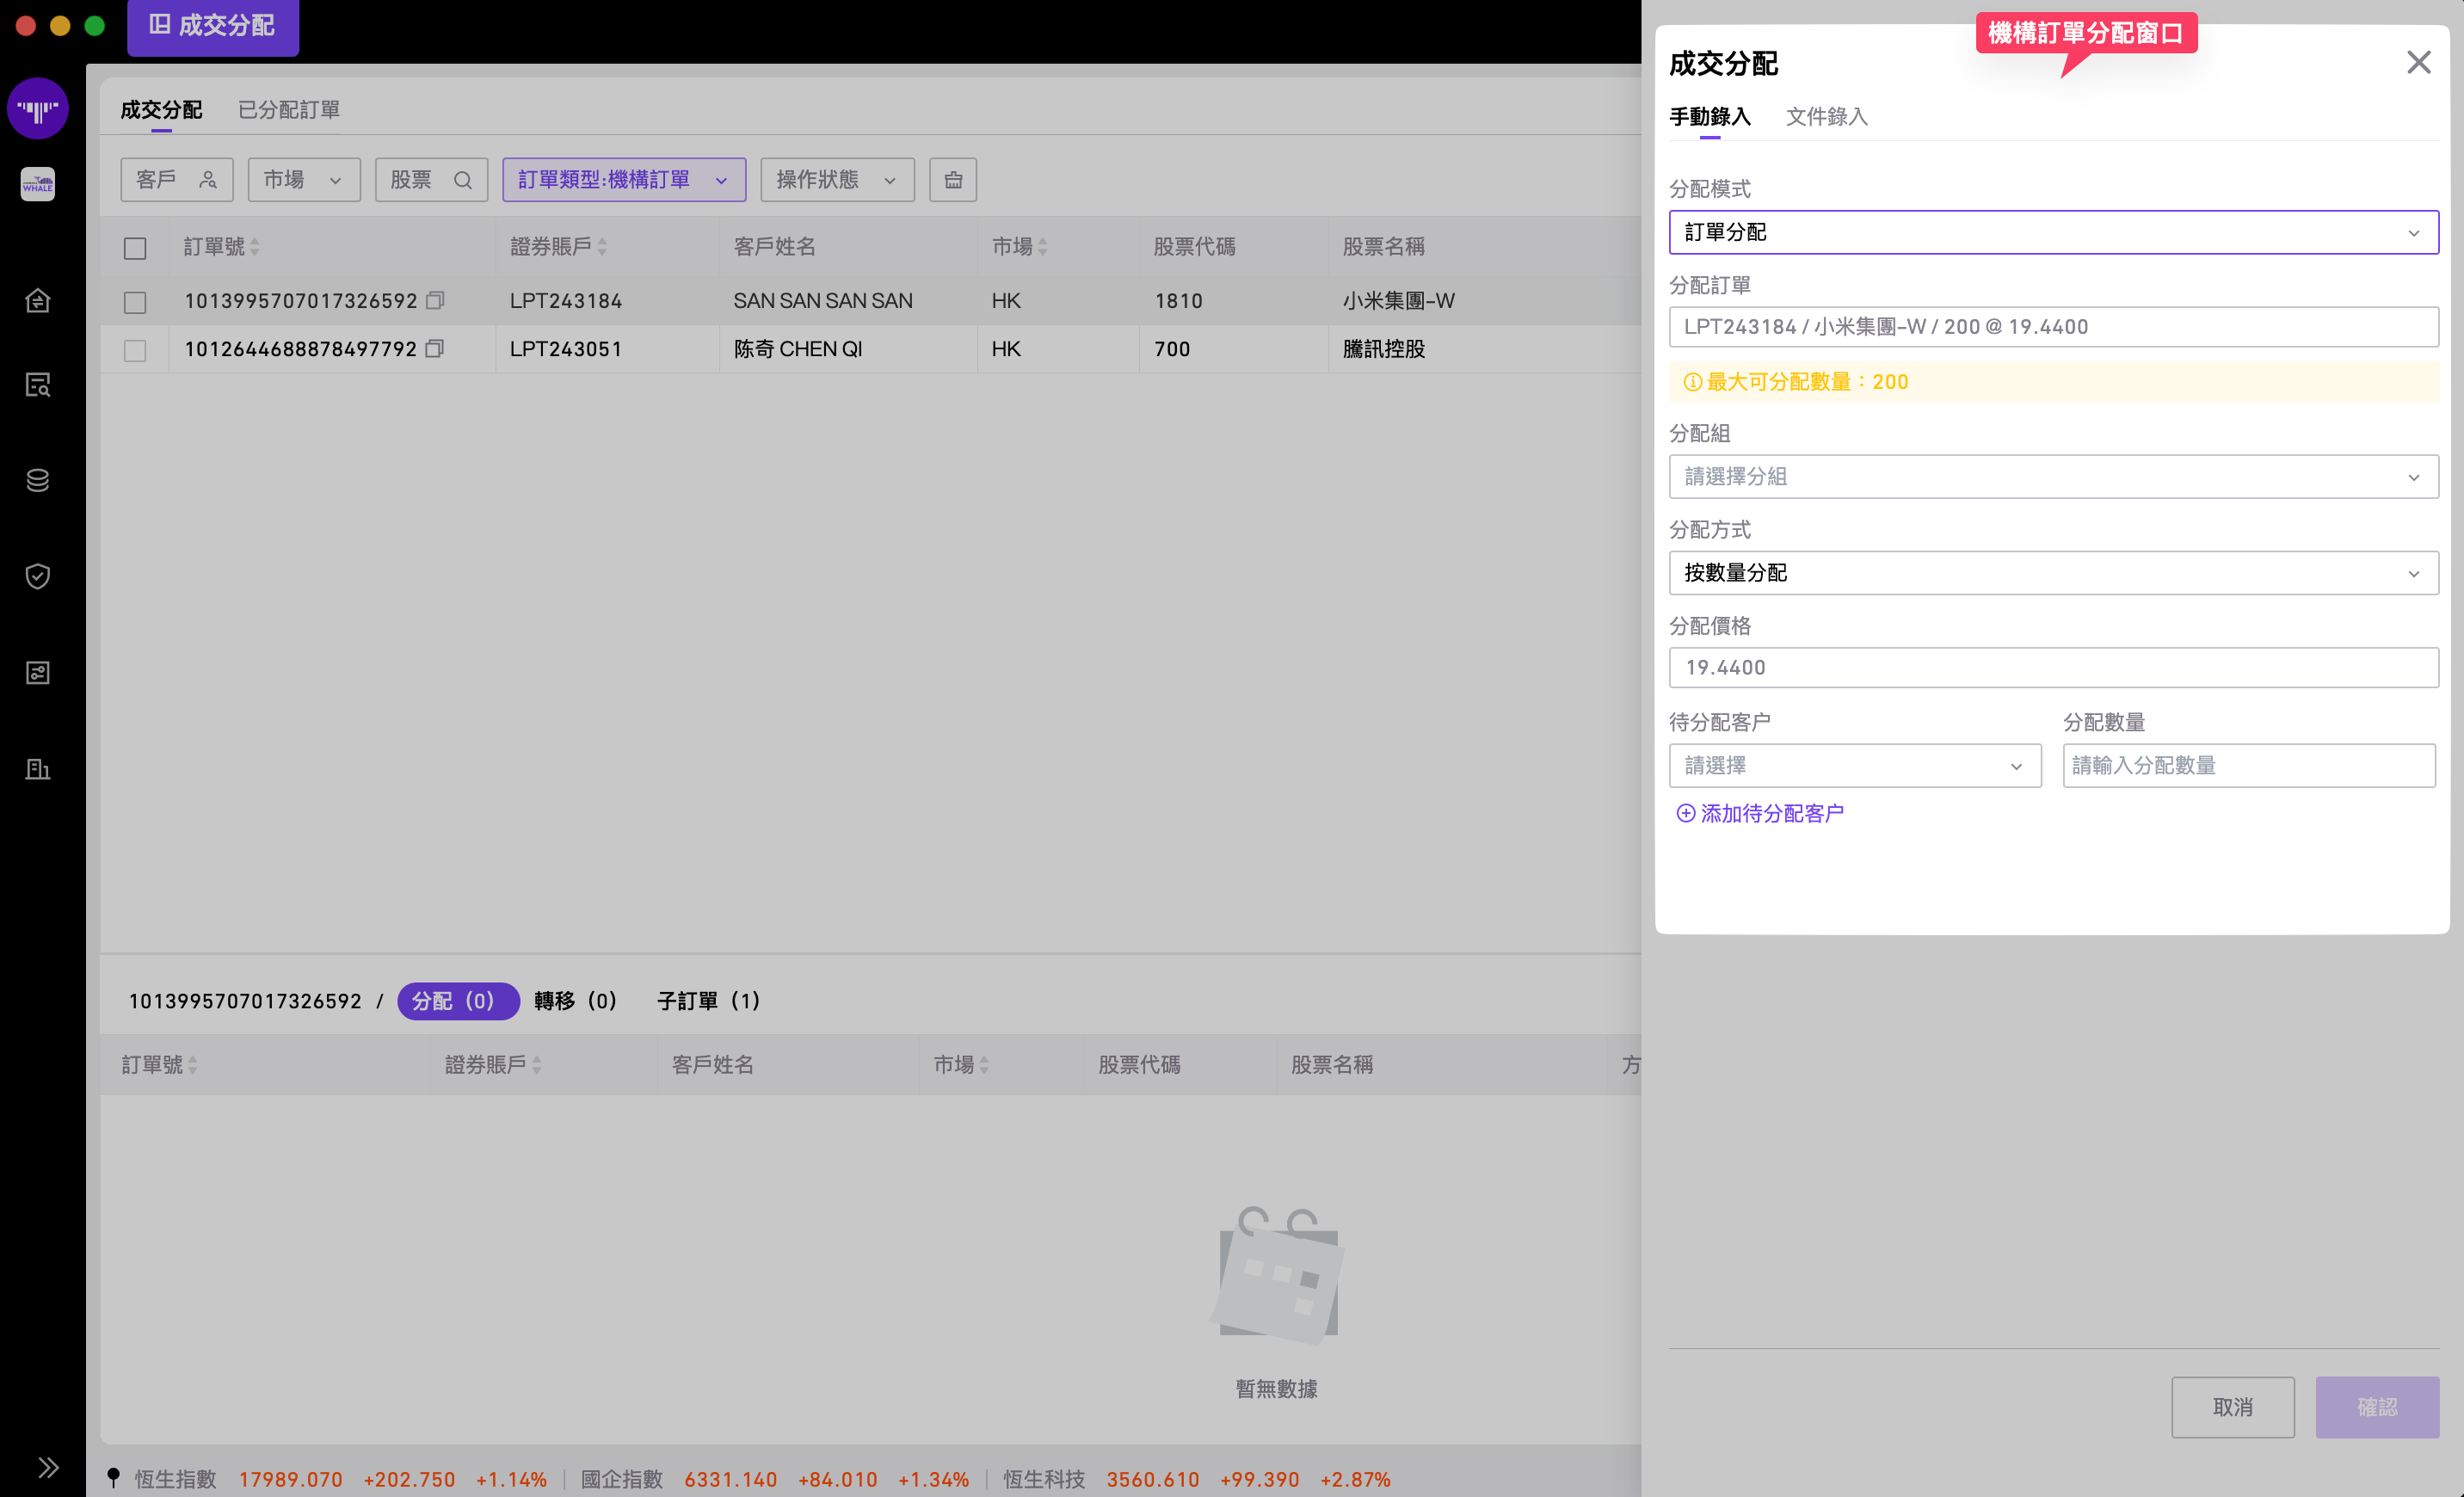 成交分配
WHALE
成交分配 已分配訂單
客戶 市場 股票 訂單類型:機構訂單 操作狀態
訂單號 證券賬戶 客戶姓名 市場 股票代碼 股票名稱
1013995707017326592 LPT243184 SAN SAN SAN SAN HK 1810 小米集團-W
1012644688878497792 LPT243051 陈奇 CHEN QI HK 700 騰訊控股
1013995707017326592 / 分配 (0) 轉移 (0) 子訂單 (1)
訂單號 證券賬戶 客戶姓名 市場 股票代碼 股票名稱 方
暫無數據
恆生指數 17989.070 +202.750 +1.14% 國企指數 6331.140 +84.010 +1.34% 恆生科技 3560.610 +99.390 +2.87%
機構訂單分配窗口
成交分配
手動錄入 文件錄入
分配模式
訂單分配
分配訂單
LPT243184 / 小米集團-W / 200 @ 19.4400
最大可分配數量：200
分配組
請選擇分組
分配方式
按數量分配
分配價格
19.4400
待分配客户 分配數量
請選擇 請輸入分配數量
添加待分配客户
取消 確認